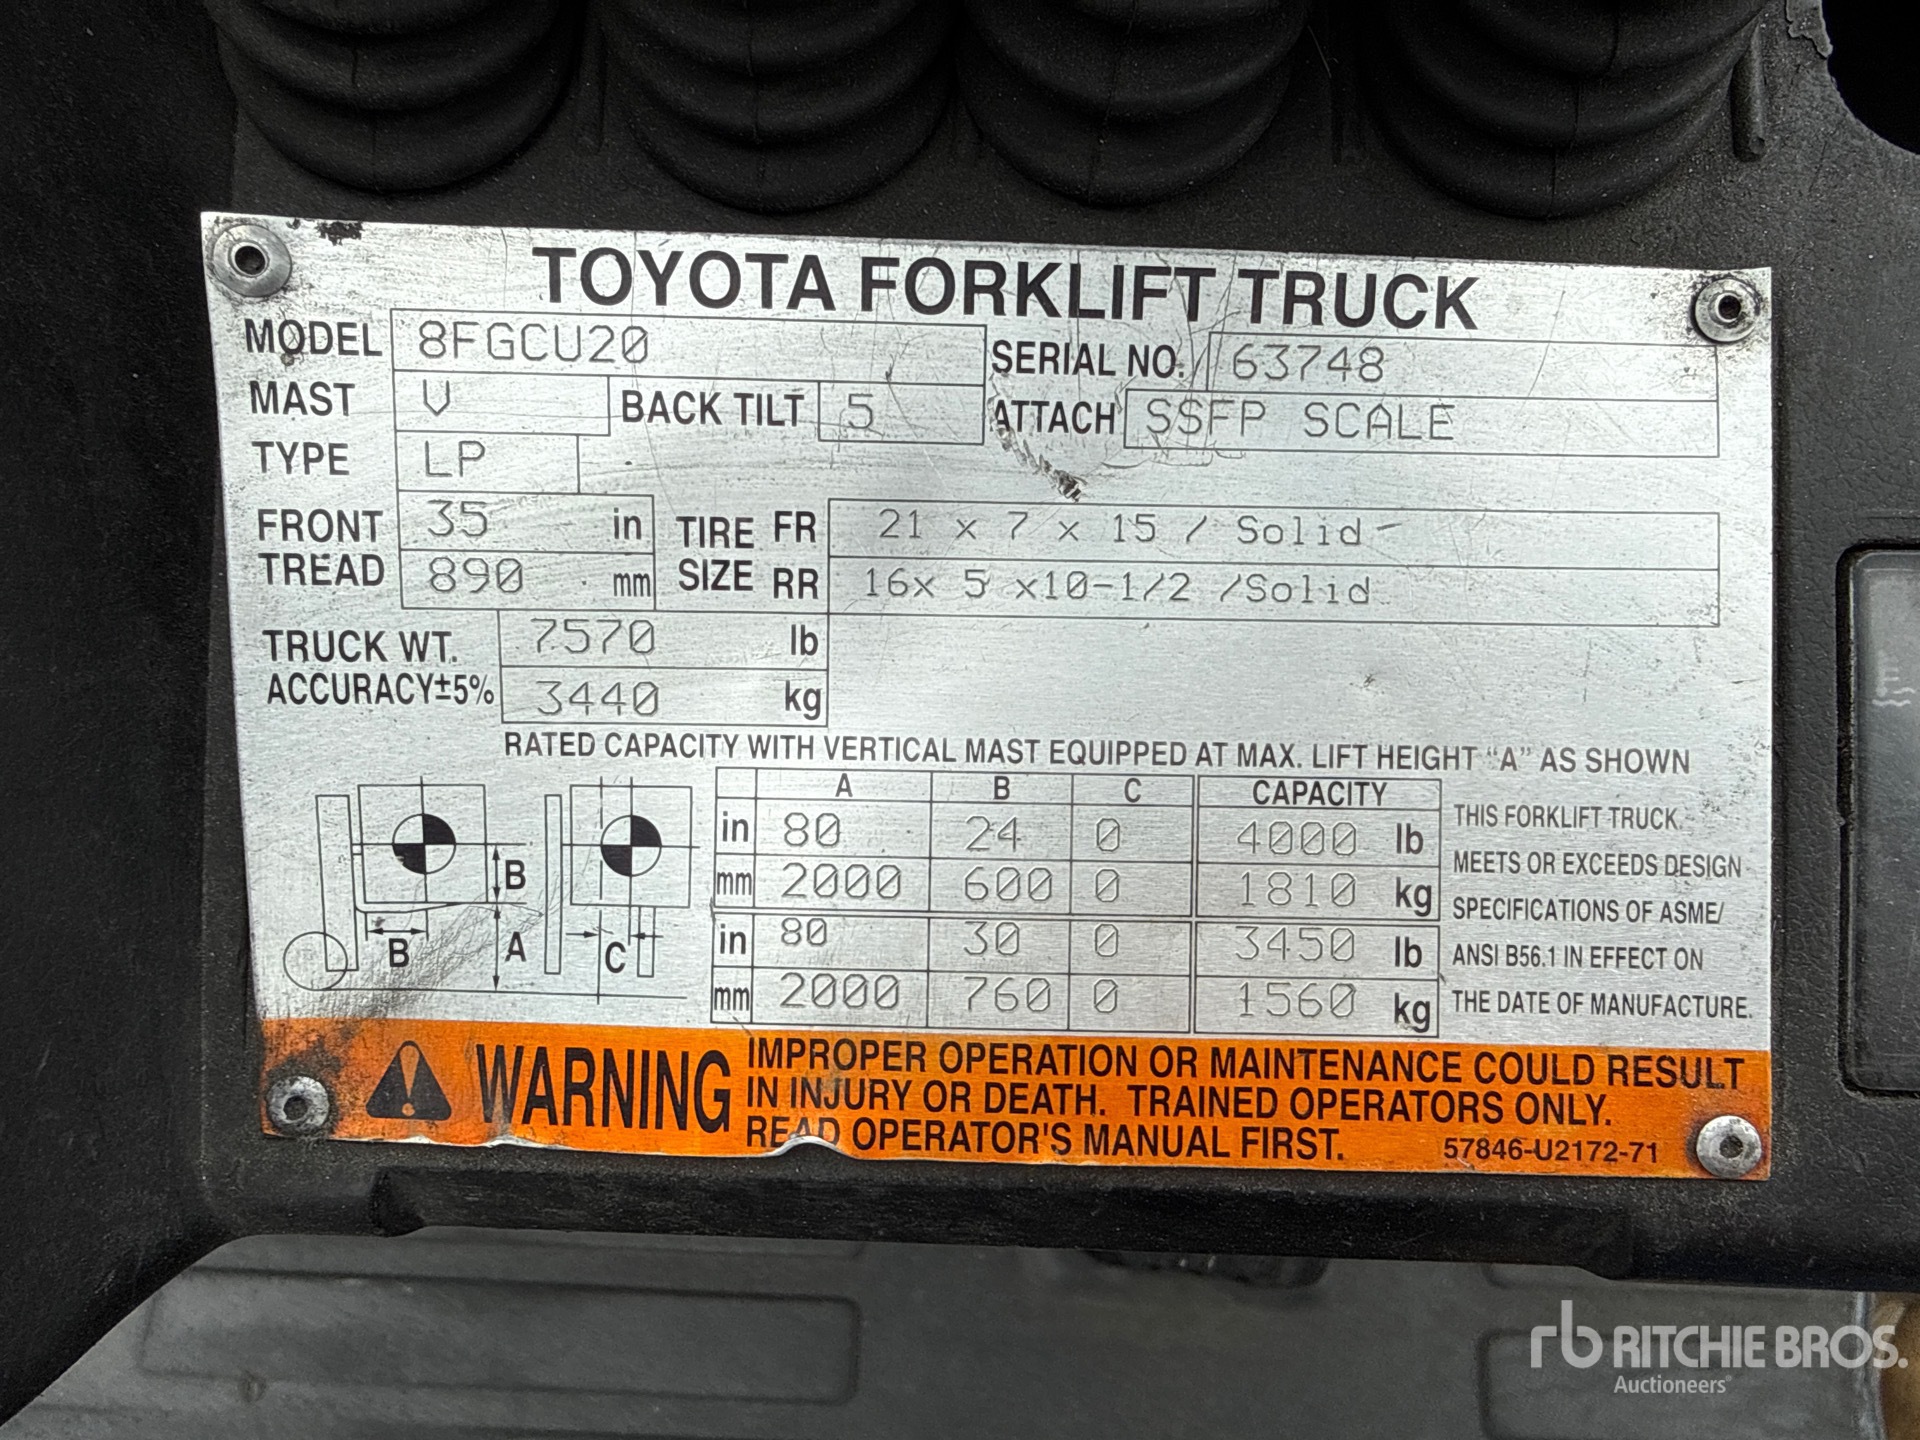 TOYOTA FORKLIFT TRUCK
MODEL 8FGCU20 SERIAL NO. 63748
MAST V BACK TILT 5 ATTACH SSFP SCALE
TYPE LP
FRONT TREAD 35 in TIRE SIZE FR 21 x 7 x 15 / Solid
890 mm RR 16x 5 x10-1/2 /Solid
TRUCK WT. 7570 lb
ACCURACY±5% 3440 kg
RATED CAPACITY WITH VERTICAL MAST EQUIPPED AT MAX. LIFT HEIGHT "A" AS SHOWN
A B C CAPACITY
in 80 24 0 4000 lb
mm 2000 600 0 1810 kg
in 80 30 0 3450 lb
mm 2000 760 0 1560 kg
B
B A C
THIS FORKLIFT TRUCK
MEETS OR EXCEEDS DESIGN
SPECIFICATIONS OF ASME/
ANSI B56.1 IN EFFECT ON
THE DATE OF MANUFACTURE.
WARNING
IMPROPER OPERATION OR MAINTENANCE COULD RESULT
IN INJURY OR DEATH. TRAINED OPERATORS ONLY.
READ OPERATOR'S MANUAL FIRST. 57846-U2172-71
rb RITCHIE BROS.
Auctioneers